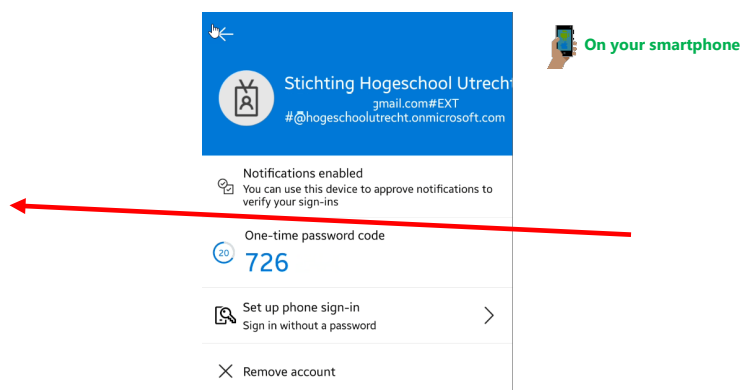 On your smartphone
Stichting Hogeschool Utrecht
gmail.com#EXT
#@hogeschoolutrecht.onmicrosoft.com
Notifications enabled
You can use this device to approve notifications to
verify your sign-ins
One-time password code
20
726
Set up phone sign-in
Sign in without a password
Remove account